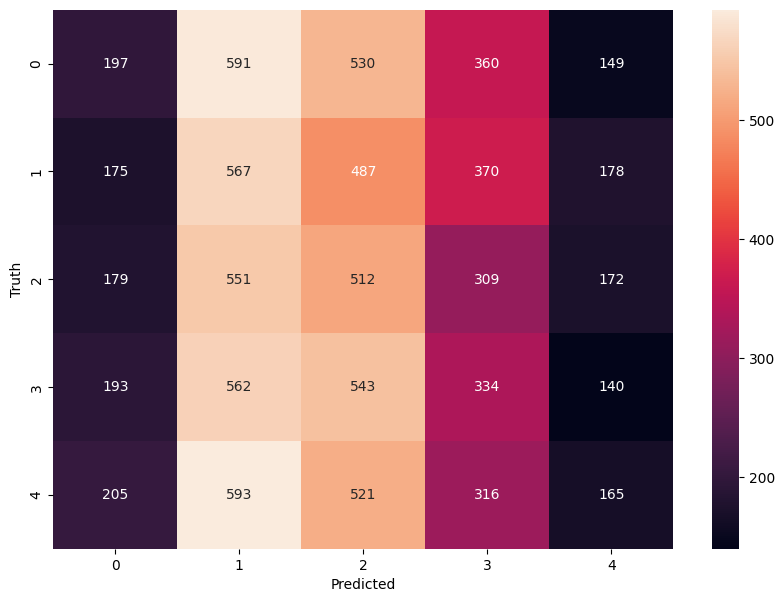 0 197 591 530 360 149
1 175 567 487 370 178
2 179 551 512 309 172
3 193 562 543 334 140
4 205 593 521 316 165
0 1 2 3 4
Predicted
Truth
500
400
300
200